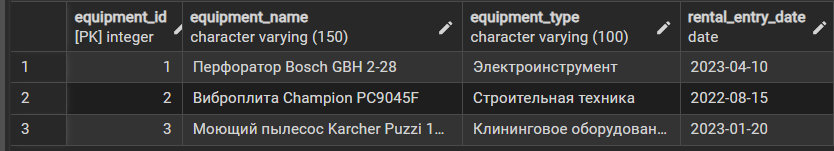 equipment_id equipment_name equipment_type rental_entry_date
[PK] integer character varying (150) character varying (100) date
1 1 Перфоратор Bosch GBH 2-28 Электроинструмент 2023-04-10
2 2 Виброплита Champion PC9045F Строительная техника 2022-08-15
3 3 Моющий пылесос Karcher Puzzi 1... Клининговое оборудован... 2023-01-20